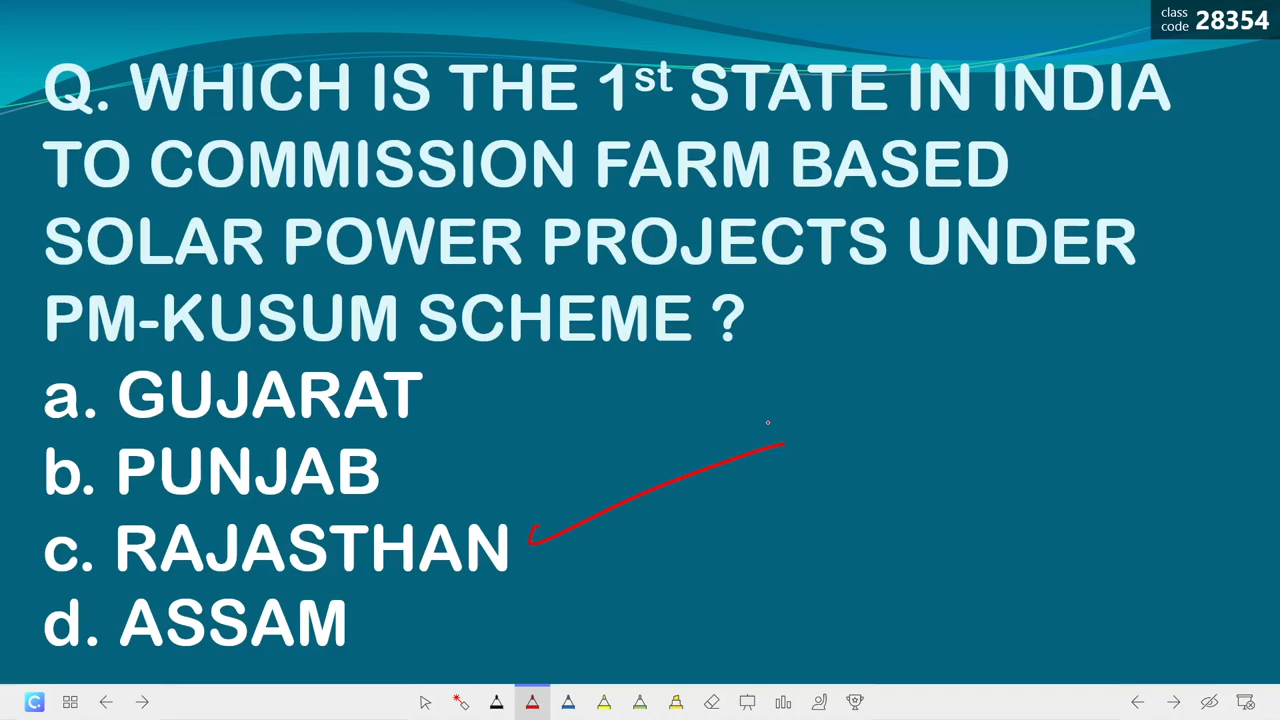 class
code 28354
Q. WHICH IS THE 1st STATE IN INDIA
TO COMMISSION FARM BASED
SOLAR POWER PROJECTS UNDER
PM-KUSUM SCHEME ?
a. GUJARAT
b. PUNJAB
c. RAJASTHAN
d. ASSAM